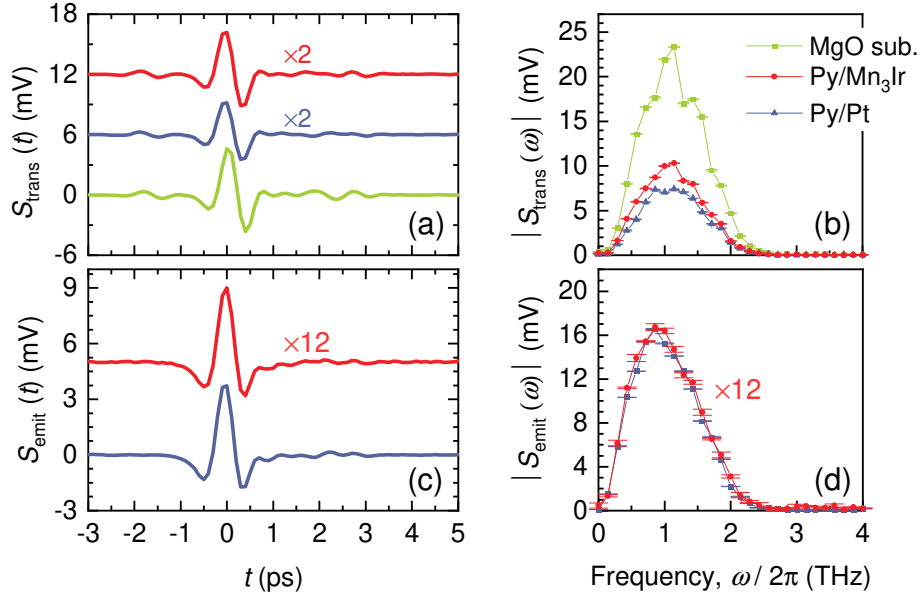 18
12
6
0
-6
S_trans (t) (mV)
×2
×2
(a)
25
20
15
10
5
0
| S_trans (ω) | (mV)
MgO sub.
Py/Mn₃Ir
Py/Pt
(b)
9
6
3
0
-3
S_emit (t) (mV)
×12
(c)
-3 -2 -1 0 1 2 3 4 5
t (ps)
20
16
12
8
4
0
| S_emit (ω) | (mV)
×12
(d)
0 1 2 3 4
Frequency, ω / 2π (THz)